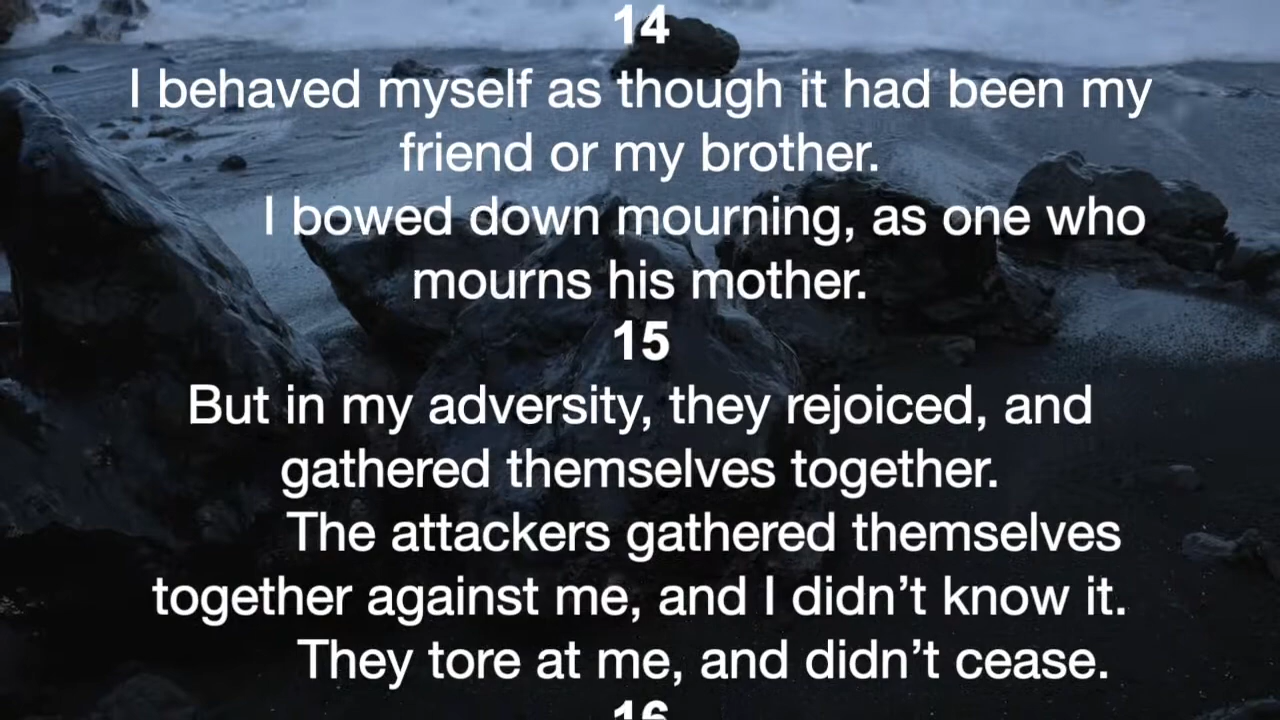 14
I behaved myself as though it had been my
friend or my brother.
I bowed down mourning, as one who
mourns his mother.
15
But in my adversity, they rejoiced, and
gathered themselves together.
The attackers gathered themselves
together against me, and I didn’t know it.
They tore at me, and didn’t cease.
16